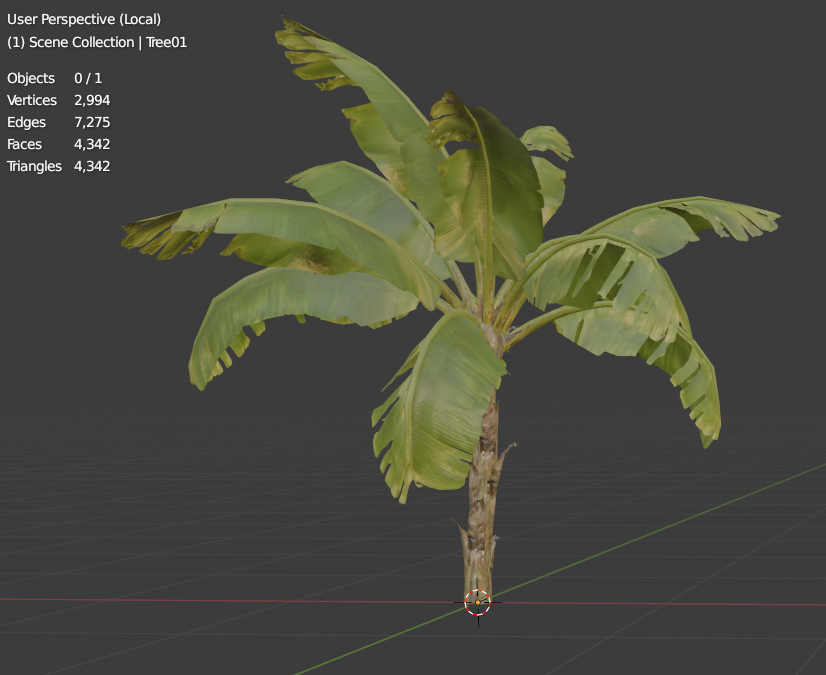 User Perspective (Local)
(1) Scene Collection | Tree01
Objects 0 / 1
Vertices 2,994
Edges 7,275
Faces 4,342
Triangles 4,342